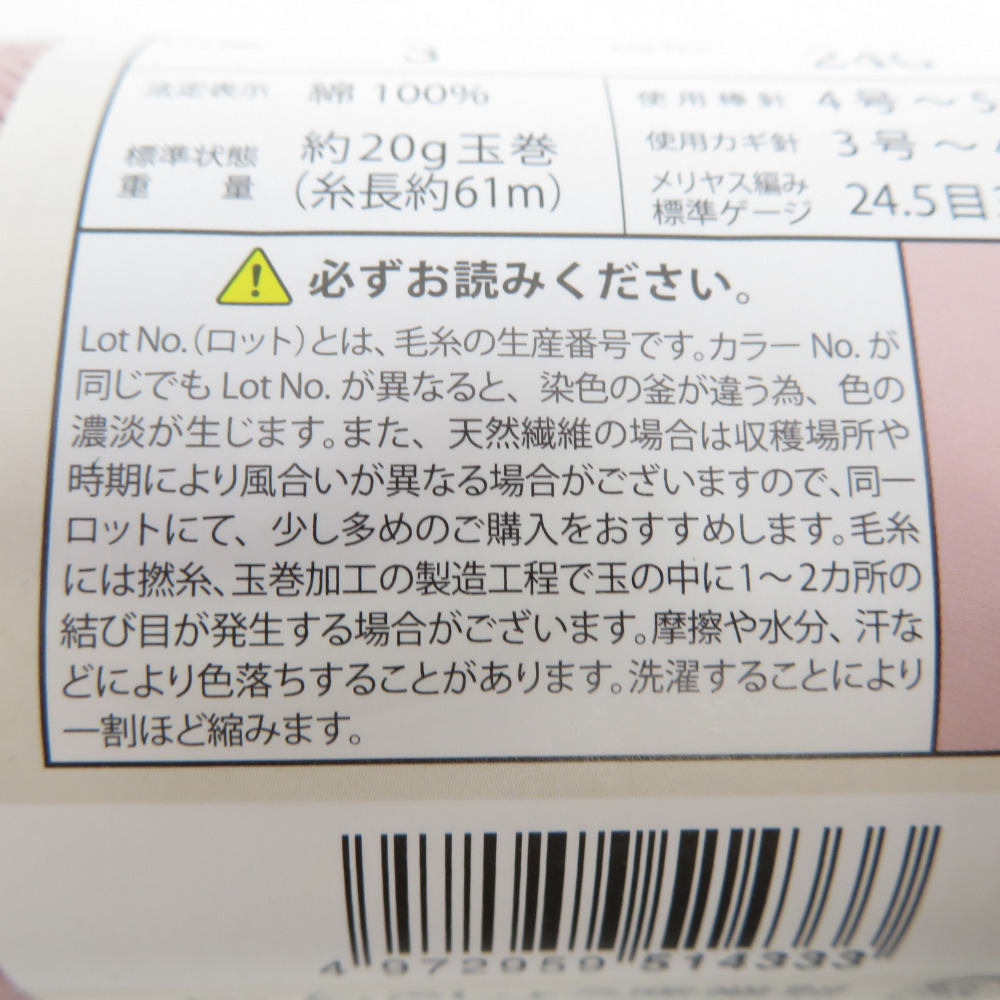 3
24G
法定表示 綿 100%
使用棒針 4号～5
標準状態
重量 約20g玉巻
(糸長約61m)
使用カギ針 3号～
メリヤス編み
標準ゲージ 24.5目
必ずお読みください。
Lot No.(ロット)とは、毛糸の生産番号です。カラー No. が
同じでも Lot No. が異なると、染色の釜が違う為、色の
濃淡が生じます。また、天然繊維の場合は収穫場所や
時期により風合いが異なる場合がございますので、同一
ロットにて、少し多めのご購入をおすすめします。毛糸
には撚糸、玉巻加工の製造工程で玉の中に1～2カ所の
結び目が発生する場合がございます。摩擦や水分、汗な
どにより色落ちすることがあります。洗濯することにより
一割ほど縮みます。
4 972959 514333